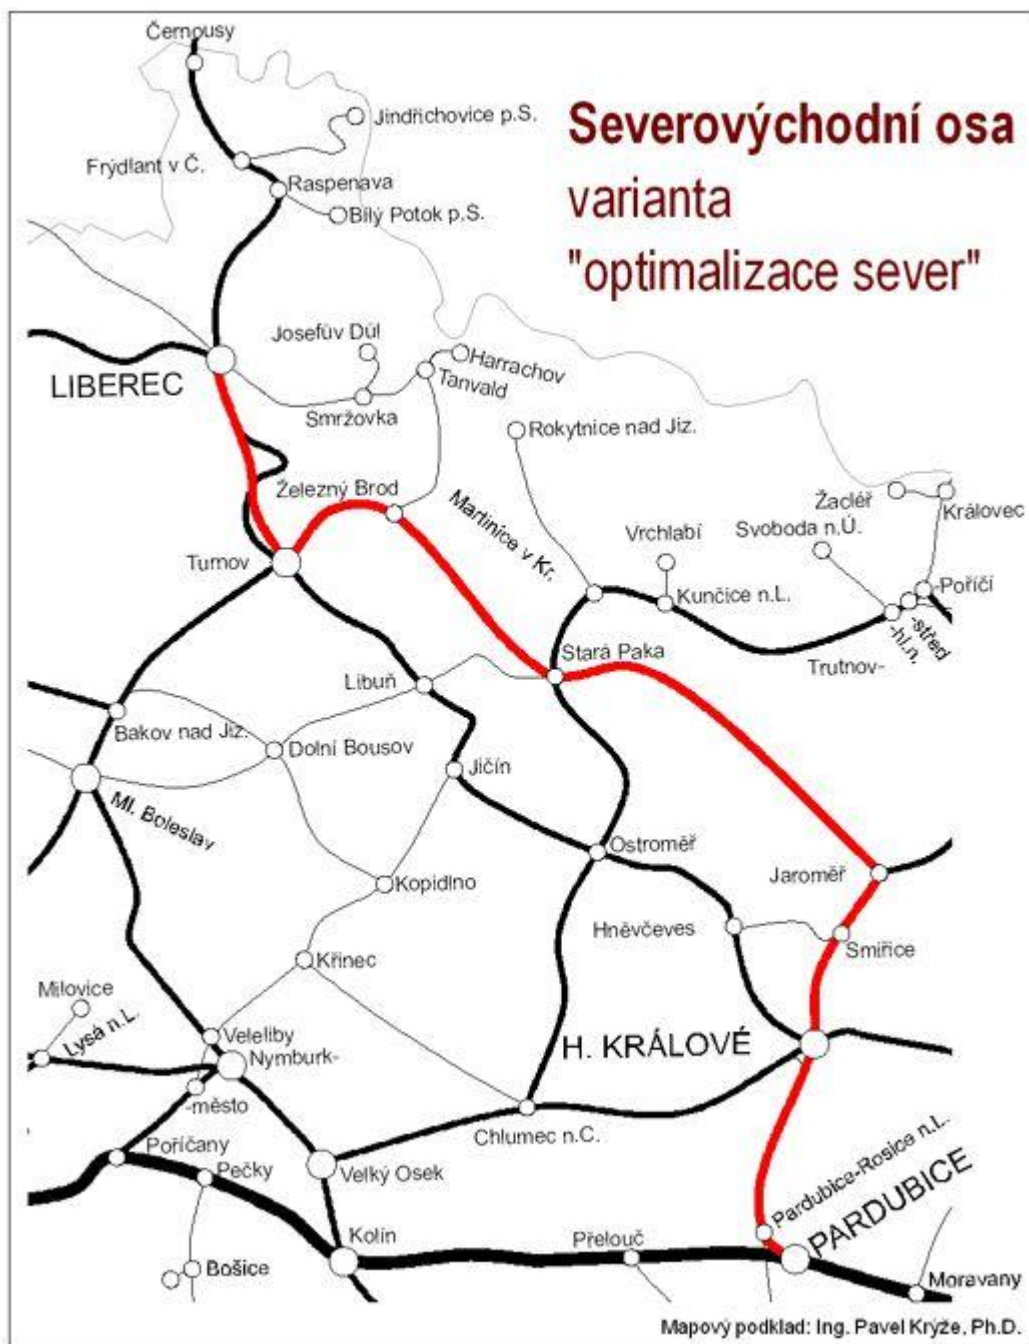 Černousy
Jindřichovice p.S.
Severovýchodní osa
Frýdlant v Č.
Raspenava
varianta
Bílý Potok p.S.
"optimalizace sever"
Josefův Důl
Harrachov
LIBEREC
Tanvald
Smržovka
Rokytnice nad Jiz.
Železný Brod
Žacléř
Královec
Martinice v Kr.
Vrchlabí
Svoboda n.Ú.
Turnov
Kunčice n.L.
-Poříčí
-střed
-hl.n.
Stará Paka
Trutnov-
Libuň
Bakov nad Jiz.
Dolní Bousov
Jičín
Ml. Boleslav
Ostroměř
Jaroměř
Kopidlno
Hněvčeves
Smiřice
Křinec
Milovice
Lysá n.L.
Veleliby
H. KRÁLOVÉ
Nymburk-
-město
Chlumec n.C.
Poříčany
Pečky
Velký Osek
Pardubice-Rosice n.L.
PARDUBICE
Kolín
Přelouč
Bošice
Moravany
Mapový podklad: Ing. Pavel Krýže, Ph.D.